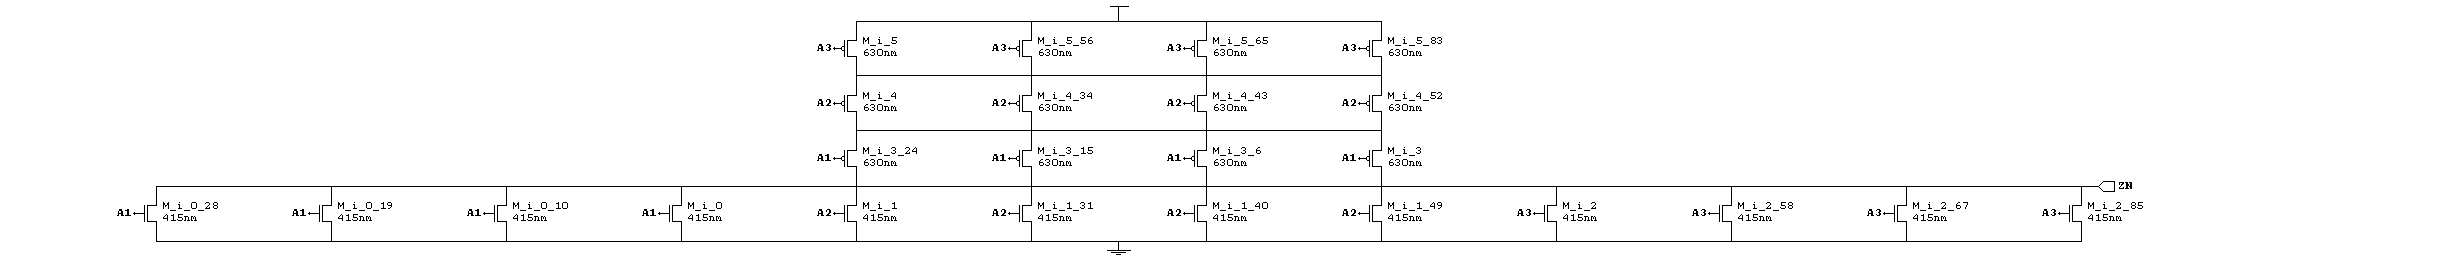 A3 M_i_5 630nm A3 M_i_5_56 630nm A3 M_i_5_65 630nm A3 M_i_5_83 630nm
A2 M_i_4 630nm A2 M_i_4_34 630nm A2 M_i_4_43 630nm A2 M_i_4_52 630nm
A1 M_i_3_24 630nm A1 M_i_3_15 630nm A1 M_i_3_6 630nm A1 M_i_3 630nm
ZN
A1 M_i_0_28 415nm A1 M_i_0_19 415nm A1 M_i_0_10 415nm A1 M_i_0 415nm A2 M_i_1 415nm A2 M_i_1_31 415nm A2 M_i_1_40 415nm A2 M_i_1_49 415nm A3 M_i_2 415nm A3 M_i_2_58 415nm A3 M_i_2_67 415nm A3 M_i_2_85 415nm